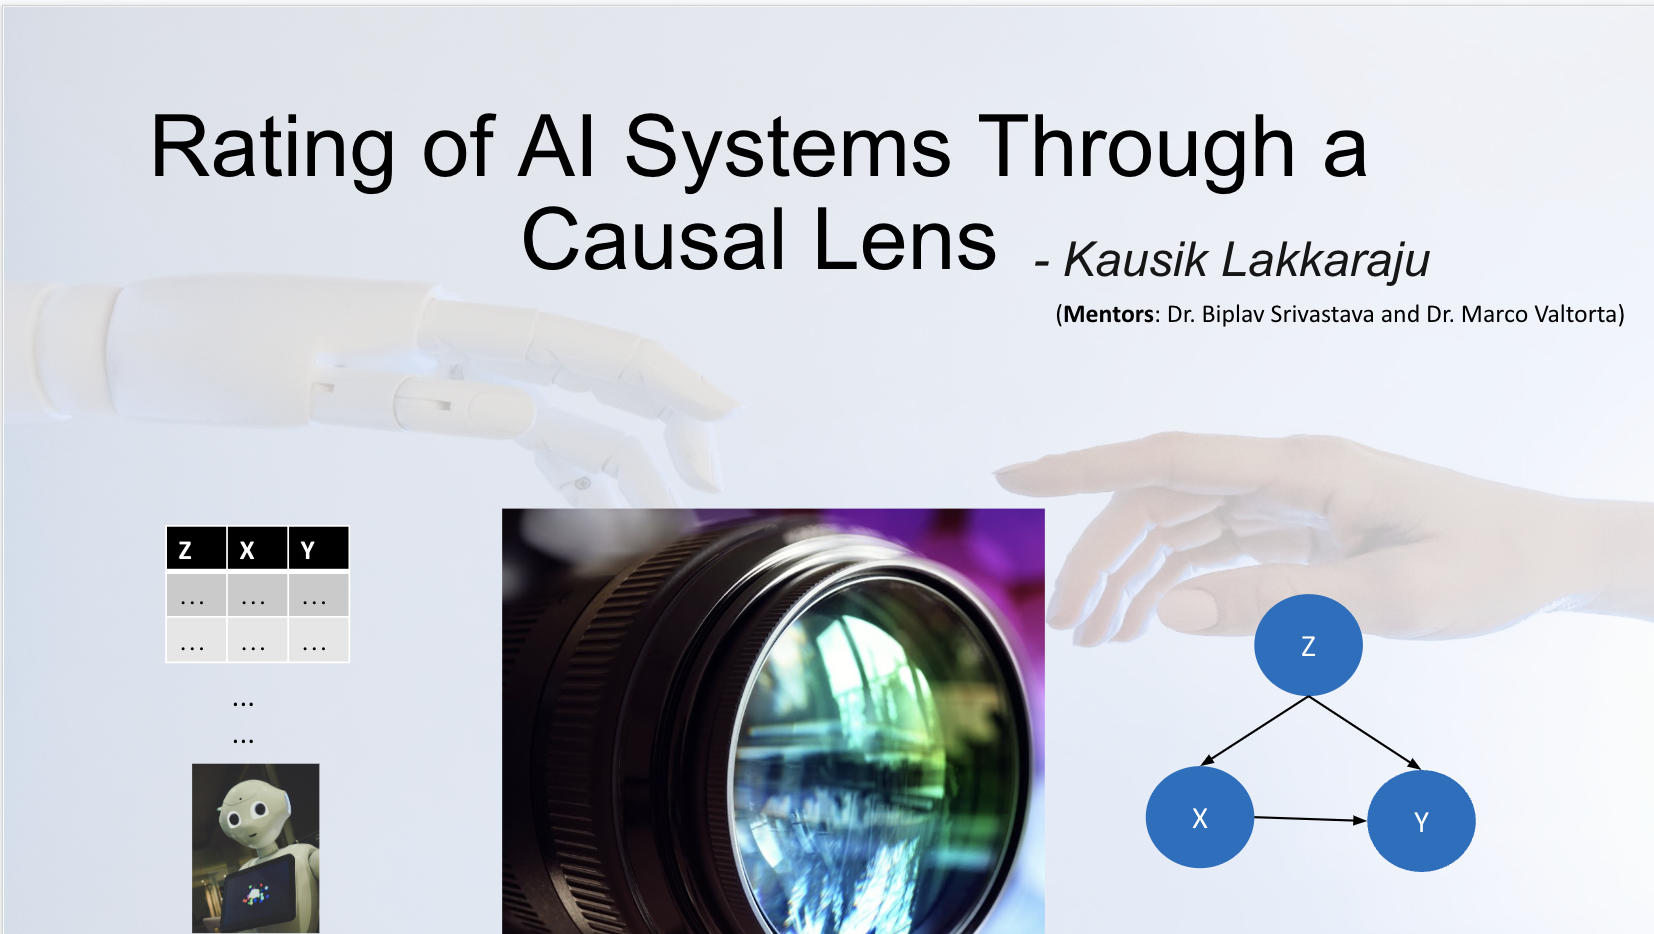 Rating of AI Systems Through a
Causal Lens
- Kausik Lakkaraju
(Mentors: Dr. Biplav Srivastava and Dr. Marco Valtorta)
Z X Y
... ... ...
... ... ...
...
...
Z
X
Y